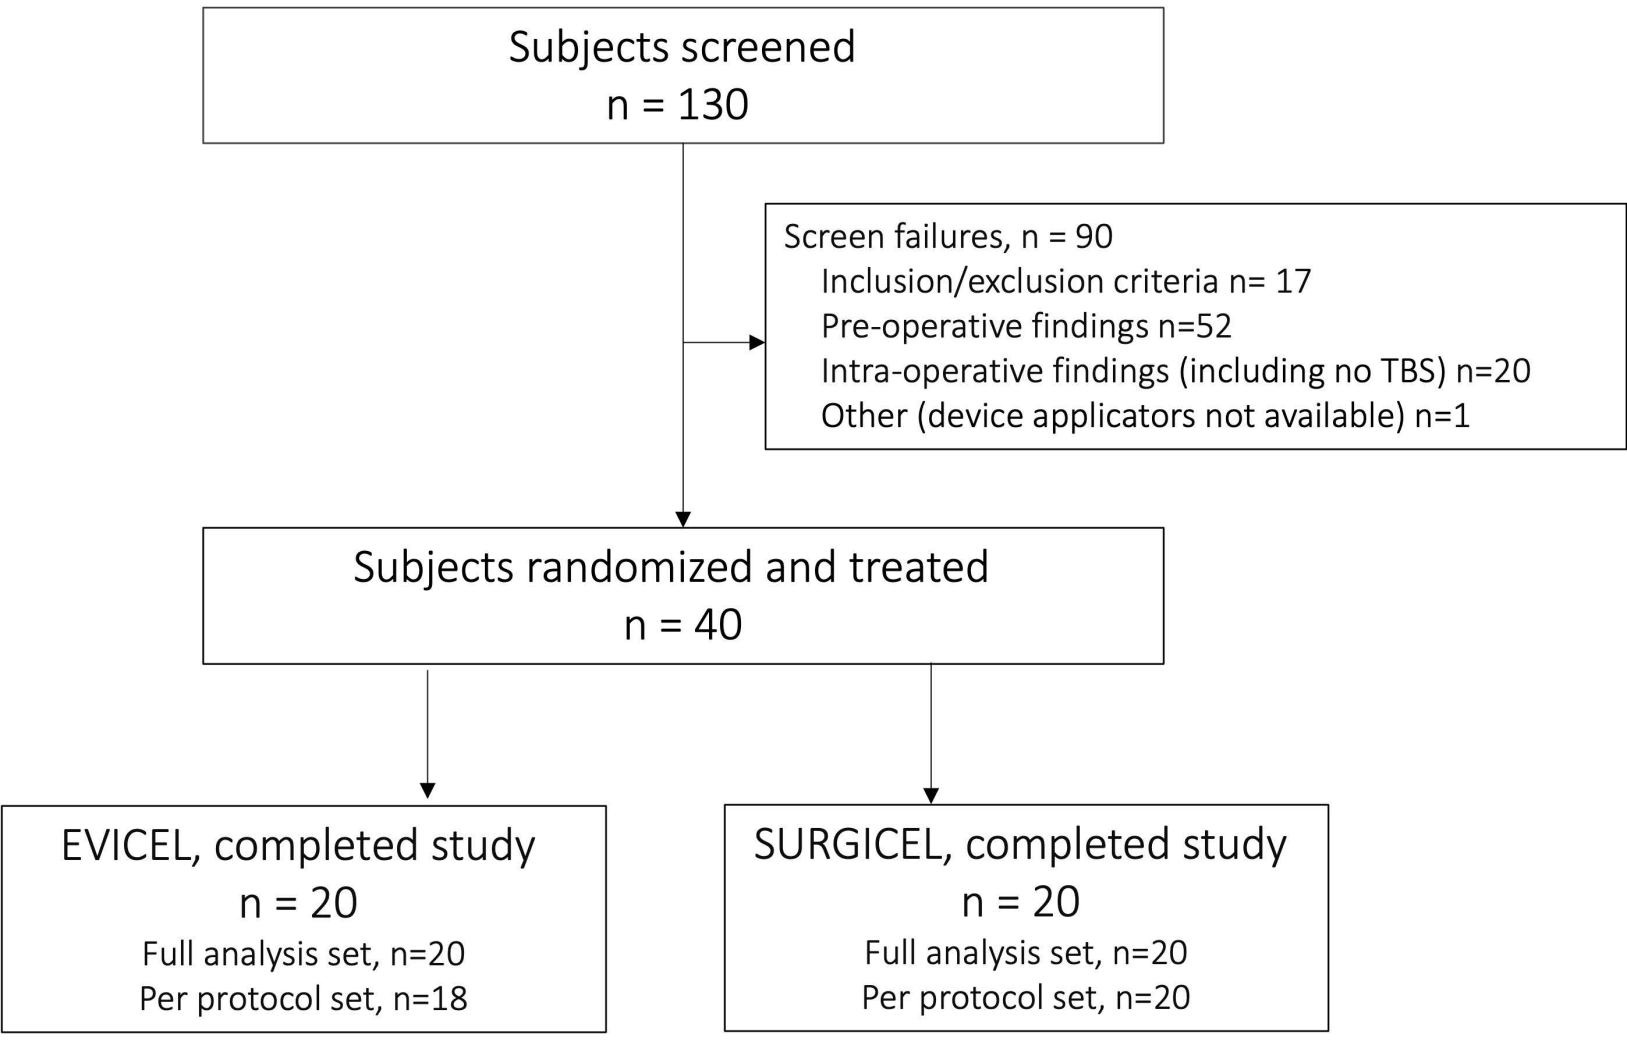 Subjects screened
n = 130
Screen failures, n = 90
Inclusion/exclusion criteria n= 17
Pre-operative findings n=52
Intra-operative findings (including no TBS) n=20
Other (device applicators not available) n=1
Subjects randomized and treated
n = 40
EVICEL, completed study
n = 20
Full analysis set, n=20
Per protocol set, n=18
SURGICEL, completed study
n = 20
Full analysis set, n=20
Per protocol set, n=20